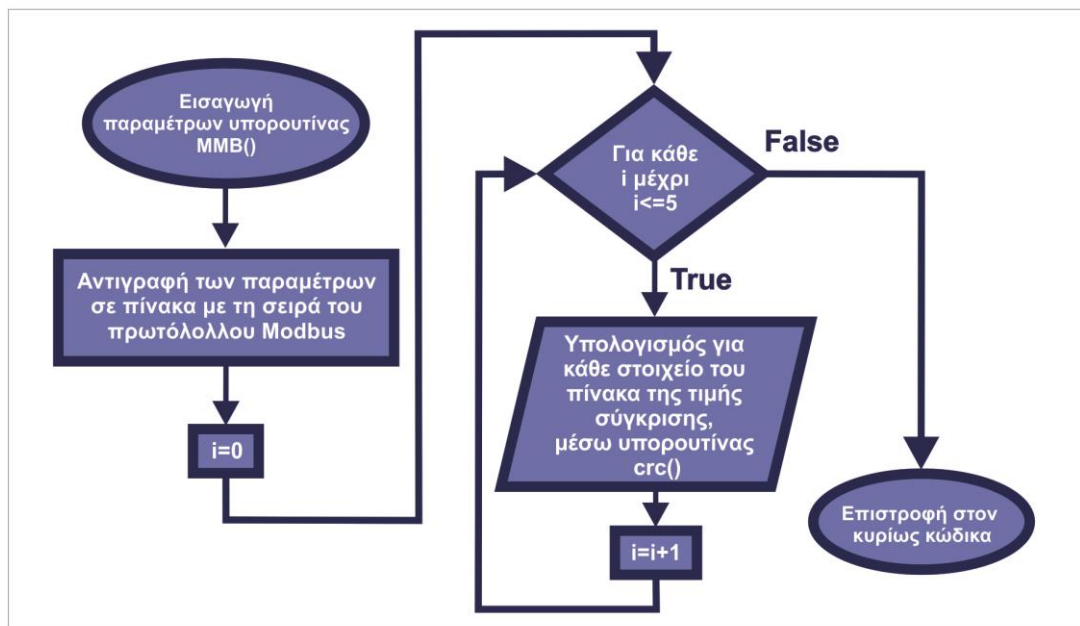 Εισαγωγή
παραμέτρων υπορουτίνας
MMB()
Αντιγραφή των παραμέτρων
σε πίνακα με τη σειρά του
πρωτόλολλου Modbus
i=0
Για κάθε
i μέχρι
i<=5
False
True
Υπολογισμός για
κάθε στοιχείο του
πίνακα της τιμής
σύγκρισης,
μέσω υπορουτίνας
crc()
i=i+1
Επιστροφή στον
κυρίως κώδικα